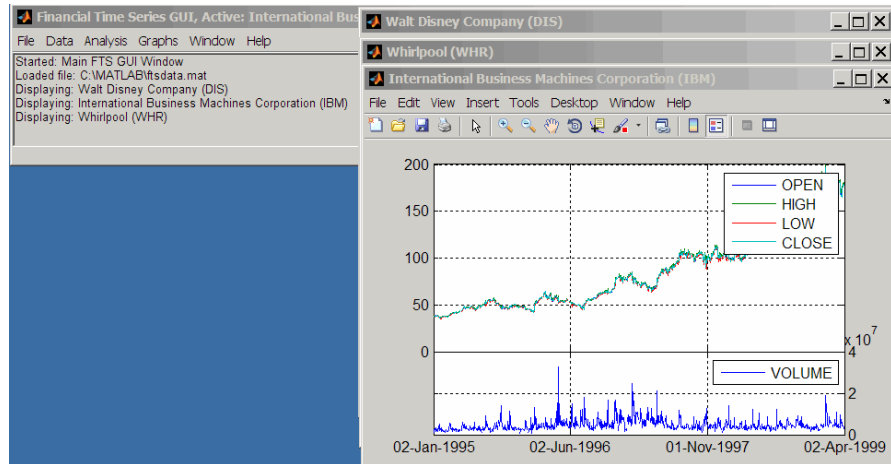 Financial Time Series GUI, Active: International Bus
File Data Analysis Graphs Window Help
Started: Main FTS GUI Window
Loaded file: C:\MATLAB\ftsdata.mat
Displaying: Walt Disney Company (DIS)
Displaying: International Business Machines Corporation (IBM)
Displaying: Whirlpool (WHR)
Walt Disney Company (DIS)
Whirlpool (WHR)
International Business Machines Corporation (IBM)
File Edit View Insert Tools Desktop Window Help
200
150
100
50
0
OPEN
HIGH
LOW
CLOSE
x 10^7
4
2
0
VOLUME
02-Jan-1995 02-Jun-1996 01-Nov-1997 02-Apr-1999